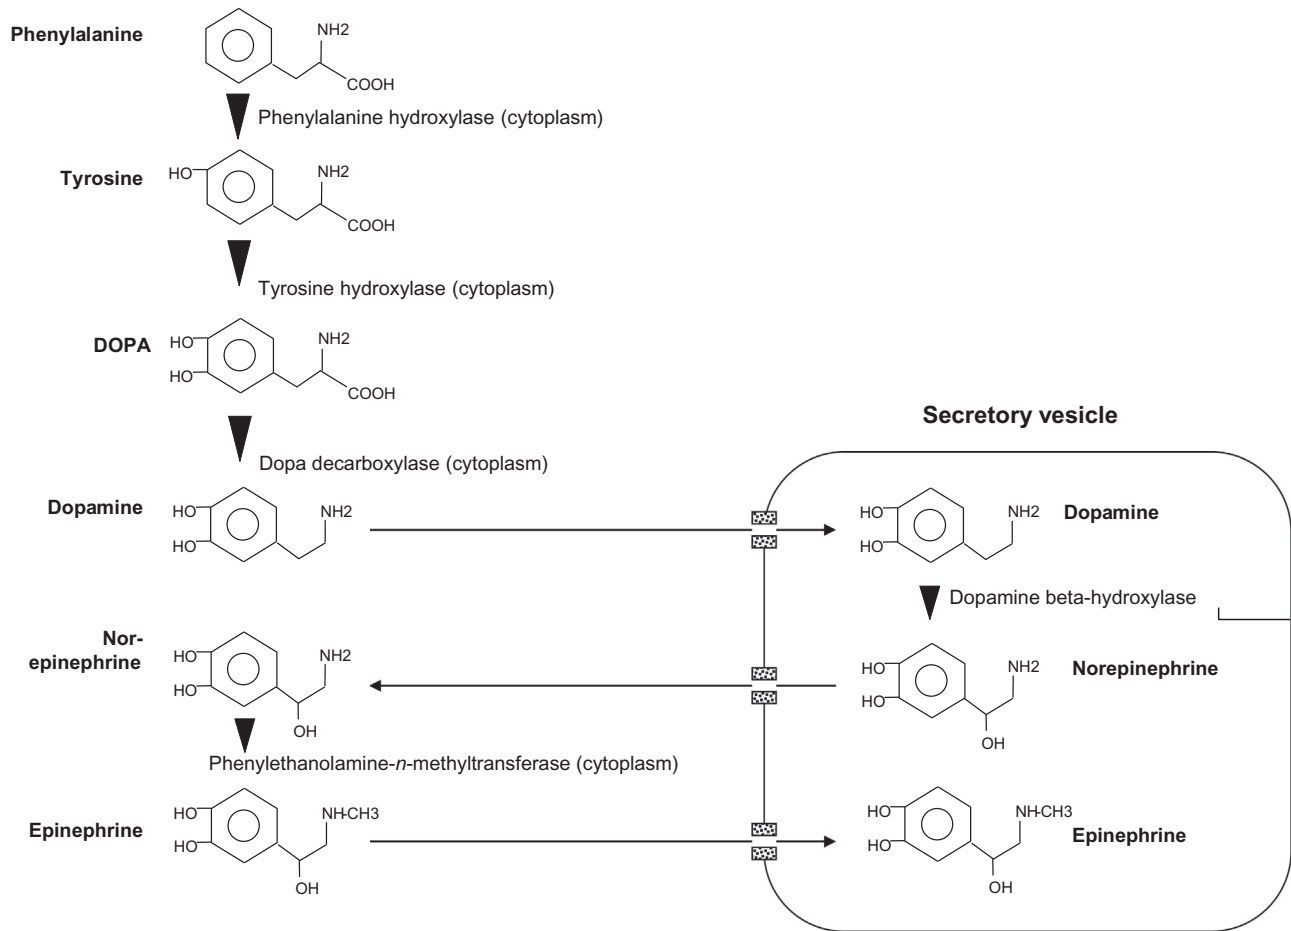 Phenylalanine
NH2
COOH
Phenylalanine hydroxylase (cytoplasm)
Tyrosine
HO
NH2
COOH
Tyrosine hydroxylase (cytoplasm)
DOPA
HO
HO
NH2
COOH
Dopa decarboxylase (cytoplasm)
Dopamine
HO
HO
NH2
Secretory vesicle
HO
HO
NH2
Dopamine
Dopamine beta-hydroxylase
Nor-
epinephrine
HO
HO
NH2
OH
HO
HO
NH2
OH
Norepinephrine
Phenylethanolamine-n-methyltransferase (cytoplasm)
Epinephrine
HO
HO
NH-CH3
OH
HO
HO
NH-CH3
OH
Epinephrine